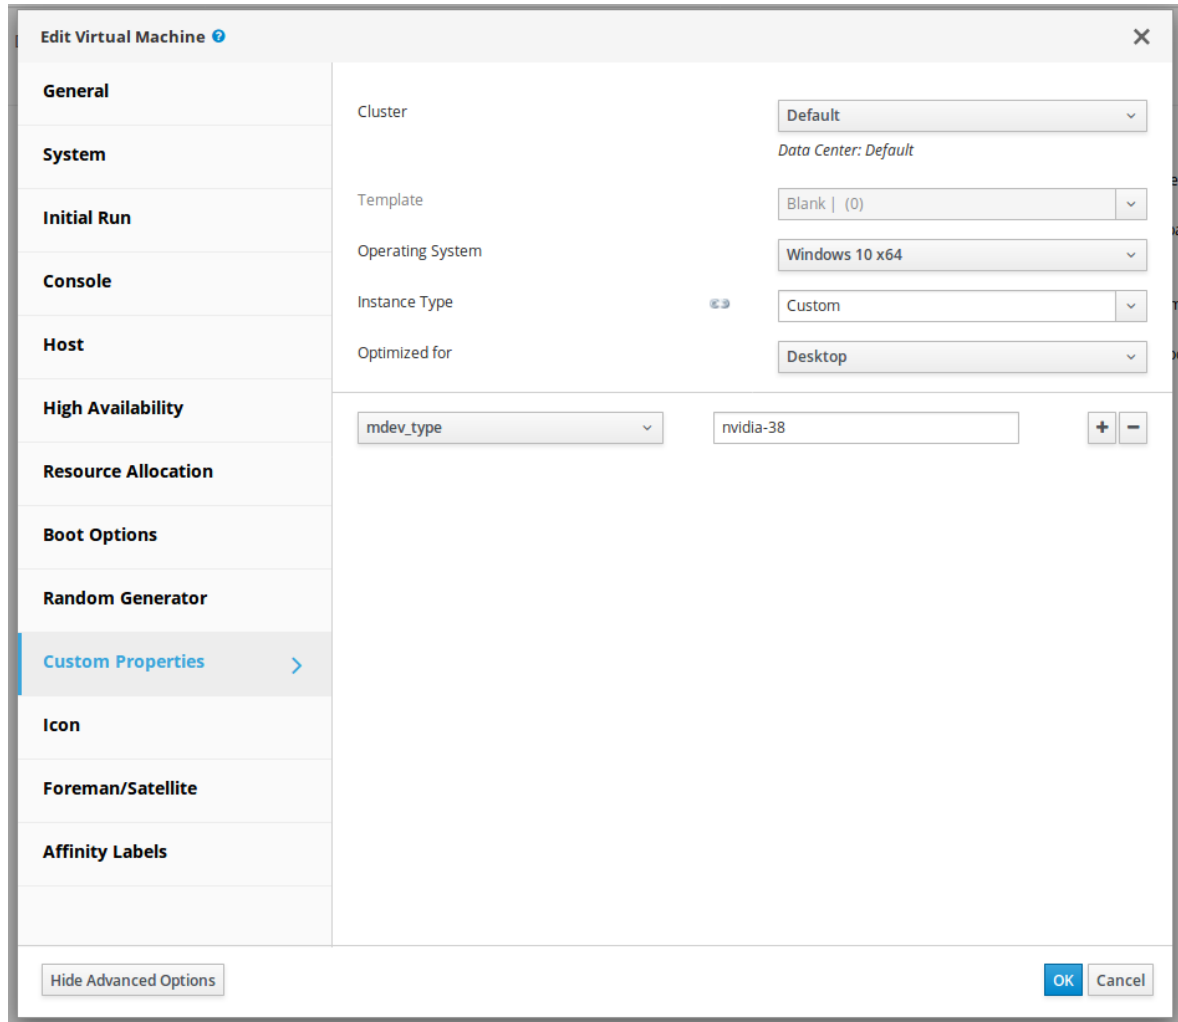 Edit Virtual Machine
General
System
Initial Run
Console
Host
High Availability
Resource Allocation
Boot Options
Random Generator
Custom Properties
Icon
Foreman/Satellite
Affinity Labels
Cluster
Default
Data Center: Default
Template
Blank | (0)
Operating System
Windows 10 x64
Instance Type
Custom
Optimized for
Desktop
mdev_type
nvidia-38
Hide Advanced Options
OK
Cancel